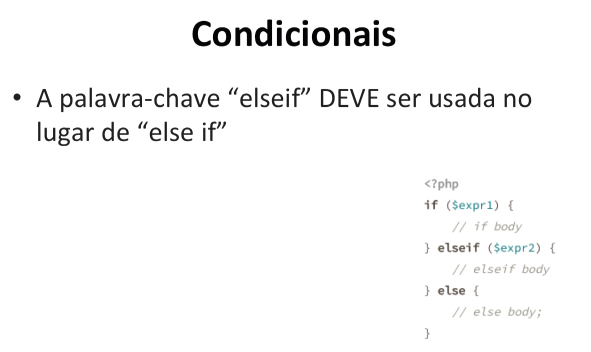 Condicionais
• A palavra-chave “elseif” DEVE ser usada no
lugar de “else if”
<?php
if ($expr1) {
    // if body
} elseif ($expr2) {
    // elseif body
} else {
    // else body;
}